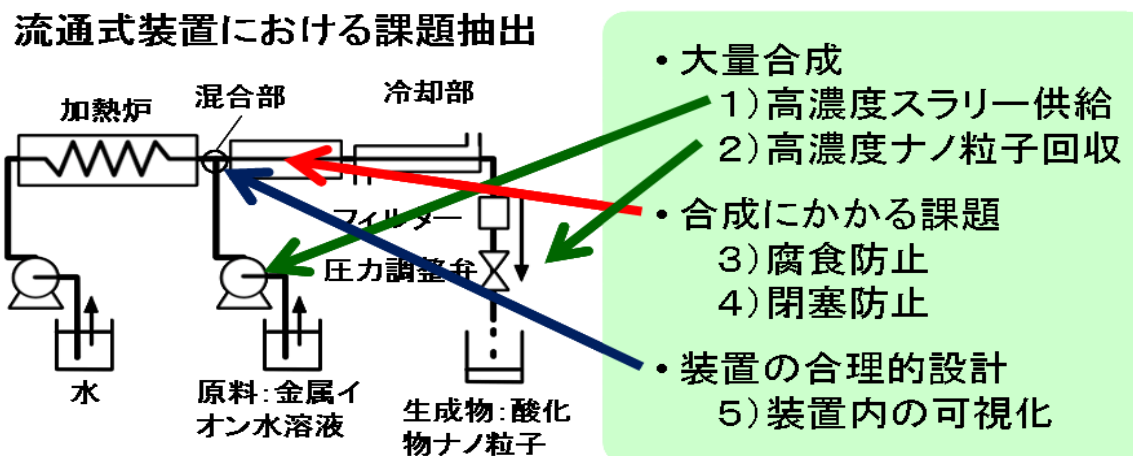 流通式装置における課題抽出
加熱炉
混合部
冷却部
フィルター
圧力調整弁
水
原料:金属イ
オン水溶液
生成物:酸化
物ナノ粒子
・大量合成
1)高濃度スラリー供給
2)高濃度ナノ粒子回収
・合成にかかる課題
3)腐食防止
4)閉塞防止
・装置の合理的設計
5)装置内の可視化